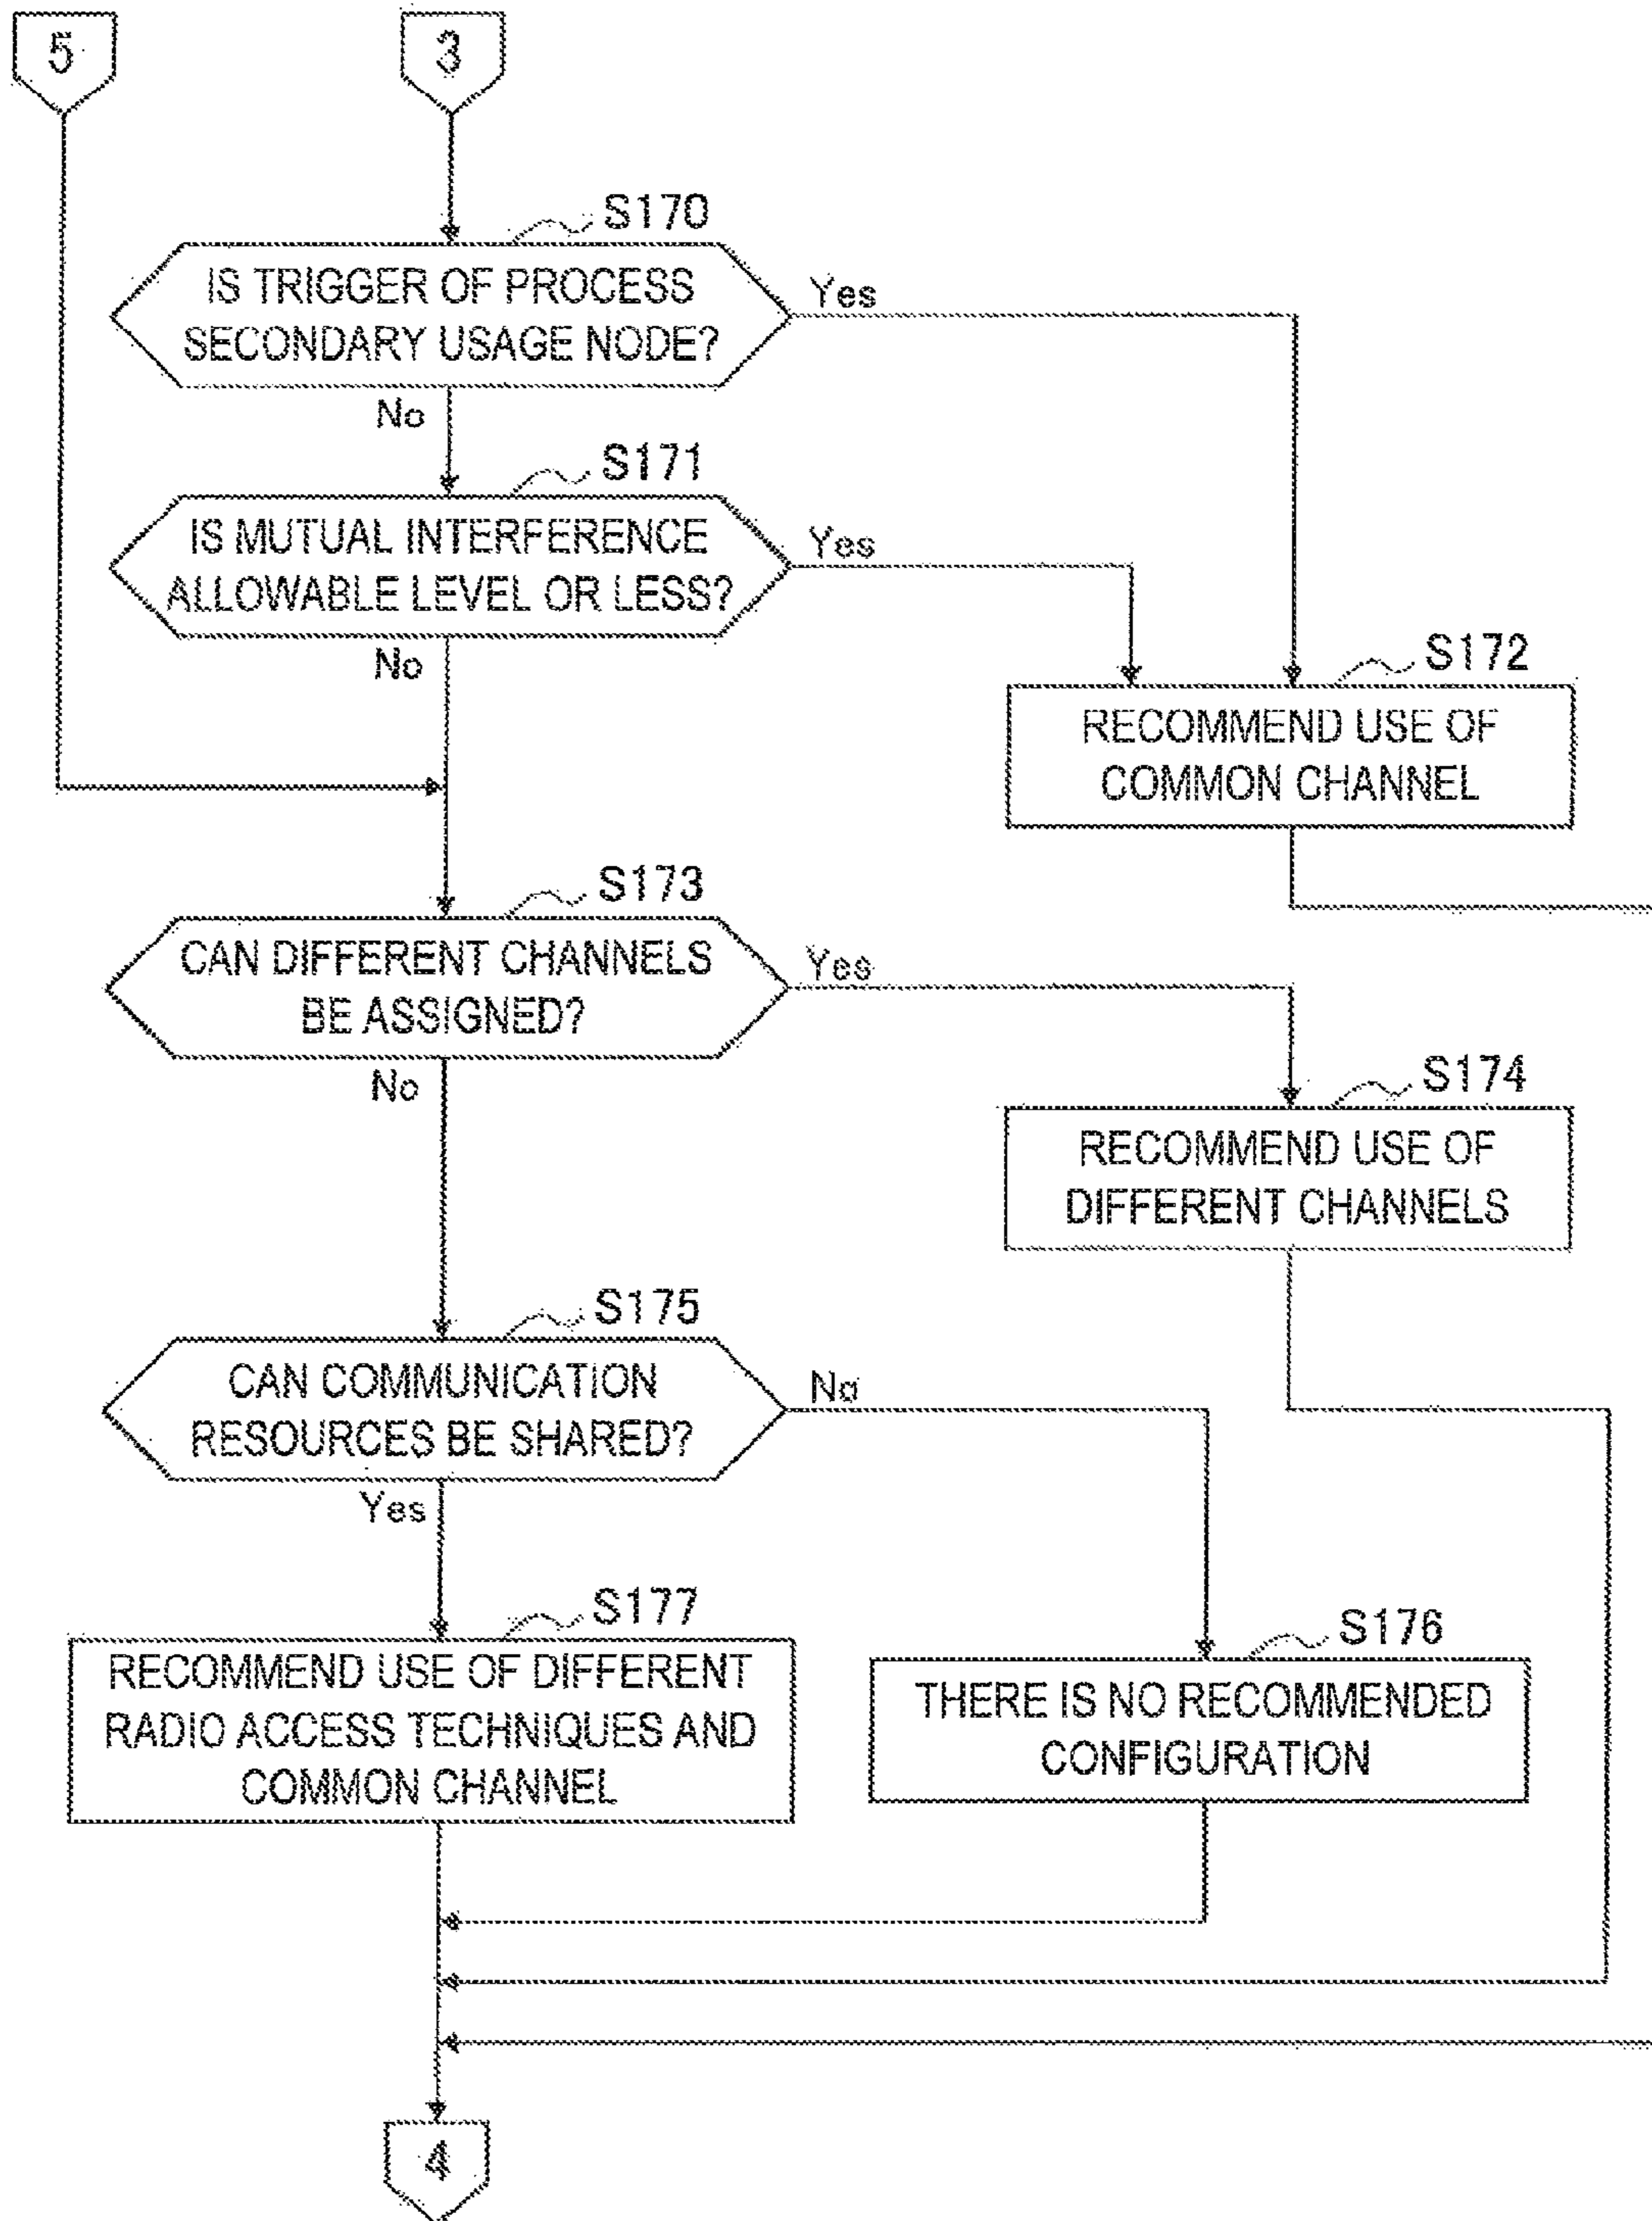 5
3
S170
IS TRIGGER OF PROCESS
SECONDARY USAGE NODE?
Yes
No
S171
IS MUTUAL INTERFERENCE
ALLOWABLE LEVEL OR LESS?
Yes
No
S172
RECOMMEND USE OF
COMMON CHANNEL
S173
CAN DIFFERENT CHANNELS
BE ASSIGNED?
Yes
No
S174
RECOMMEND USE OF
DIFFERENT CHANNELS
S175
CAN COMMUNICATION
RESOURCES BE SHARED?
No
Yes
S177
RECOMMEND USE OF DIFFERENT
RADIO ACCESS TECHNIQUES AND
COMMON CHANNEL
S176
THERE IS NO RECOMMENDED
CONFIGURATION
4